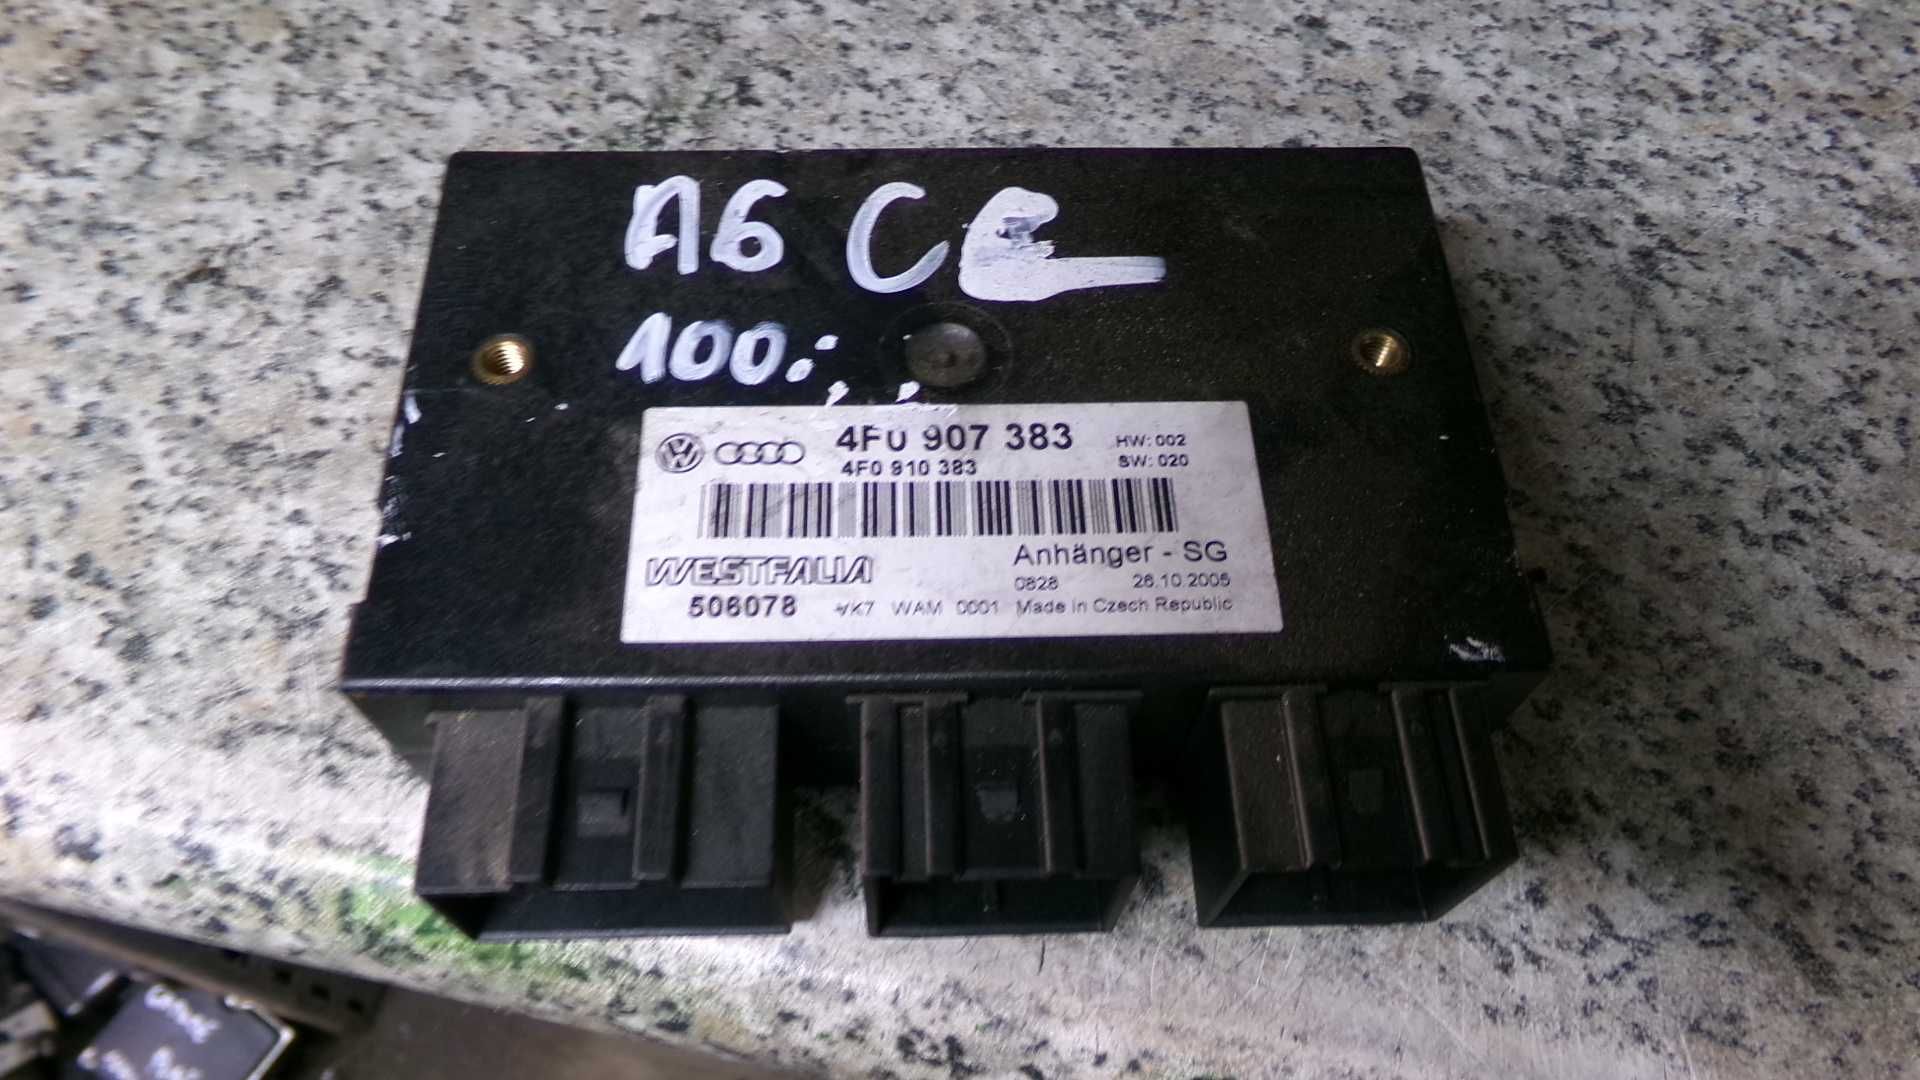 A6 C6
100.-
4F0 907 383 HW: 002
4F0 910 383 SW: 020
WESTFALIA Anhänger - SG
0828 26.10.2005
506078 WAM 0001 Made in Czech Republic